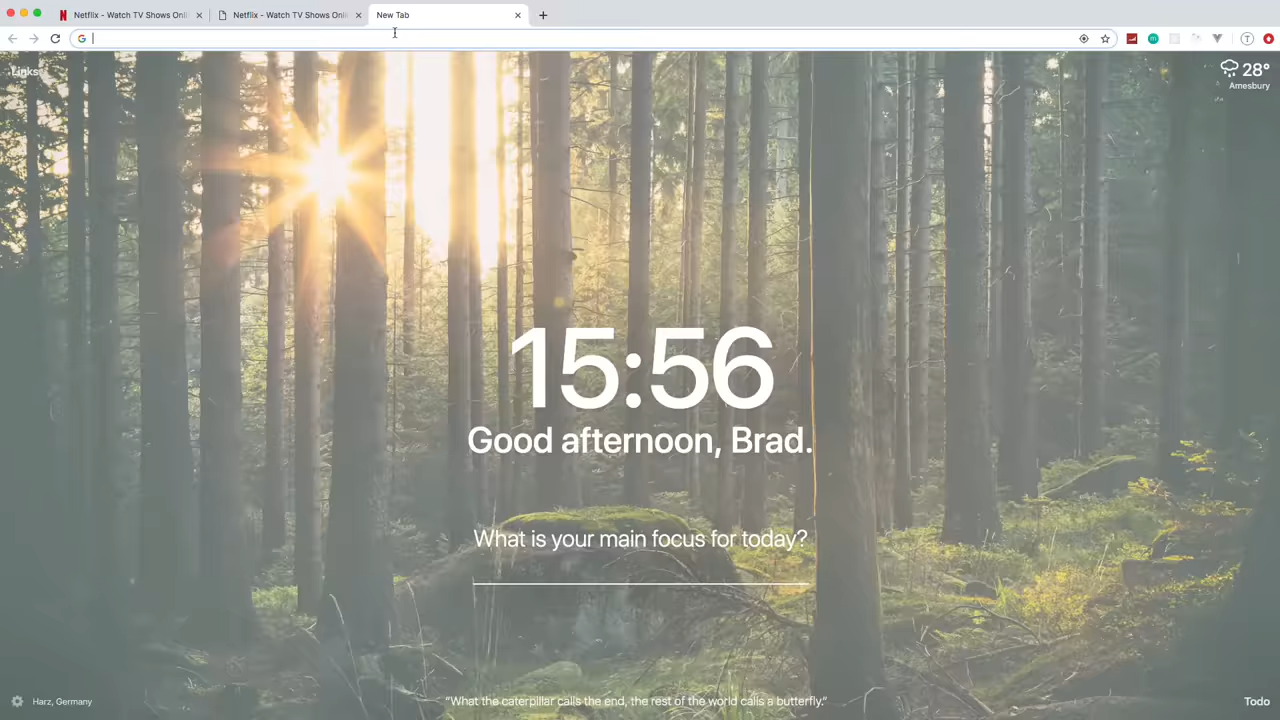 Netflix - Watch TV Shows Onli
Netflix - Watch TV Shows Onli
New Tab
Links
28°
Amesbury
15:56
Good afternoon, Brad.
What is your main focus for today?
Harz, Germany
“What the caterpillar calls the end, the rest of the world calls a butterfly.”
Todo